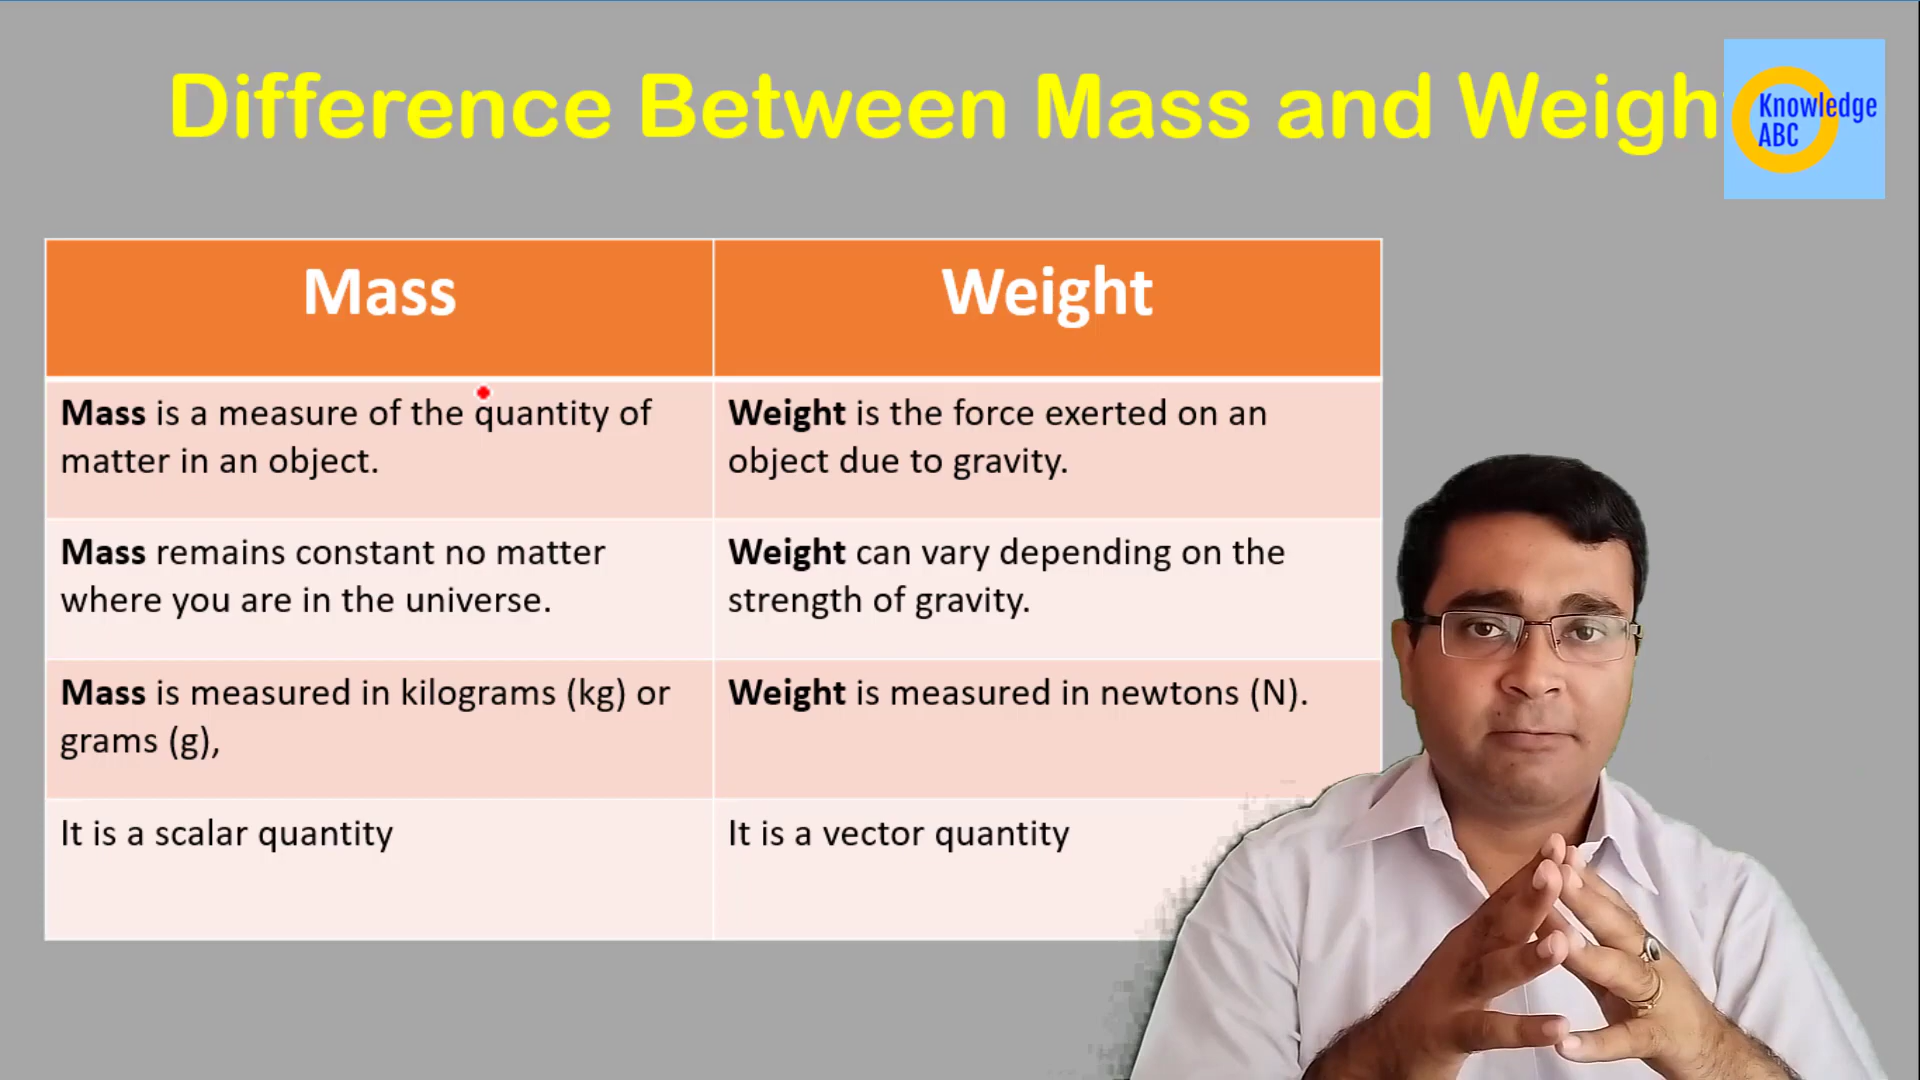 Difference Between Mass and Weigh
Knowledge
ABC
Mass
Weight
Mass is a measure of the quantity of
matter in an object.
Weight is the force exerted on an
object due to gravity.
Mass remains constant no matter
where you are in the universe.
Weight can vary depending on the
strength of gravity.
Mass is measured in kilograms (kg) or
grams (g),
Weight is measured in newtons (N).
It is a scalar quantity
It is a vector quantity